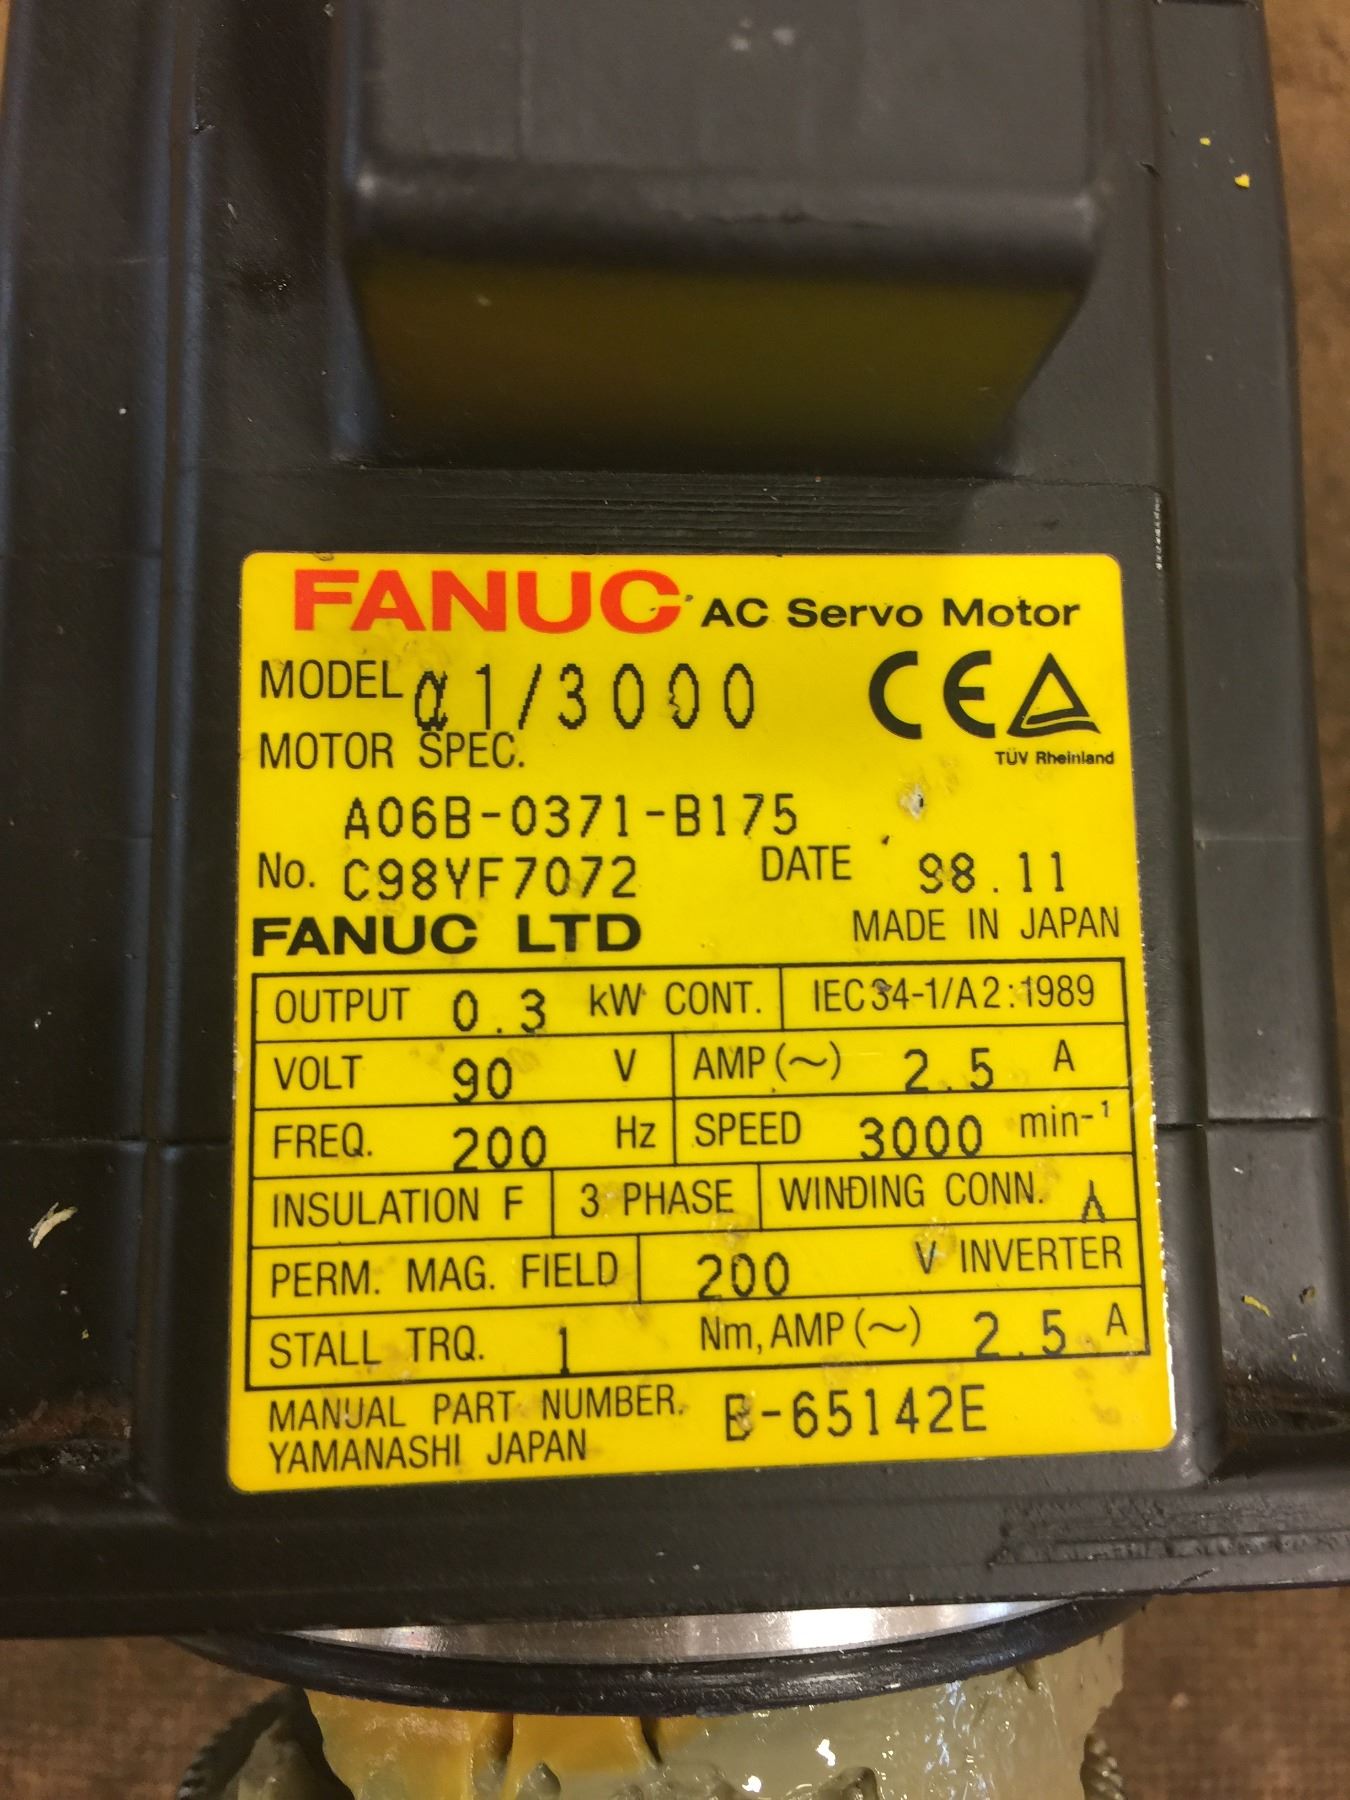 FANUC AC Servo Motor
MODEL α1/3000
CE
TÜV Rheinland
MOTOR SPEC.
A06B-0371-B175
No. C98YF7072 DATE 98.11
FANUC LTD MADE IN JAPAN
OUTPUT 0.3 kW CONT. IEC34-1/A2:1989
VOLT 90 V AMP(~) 2.5 A
FREQ. 200 Hz SPEED 3000 min-¹
INSULATION F 3 PHASE WINDING CONN.
PERM. MAG. FIELD 200 V INVERTER
STALL TRQ. 1 Nm, AMP(~) 2.5 A
MANUAL PART NUMBER. B-65142E
YAMANASHI JAPAN